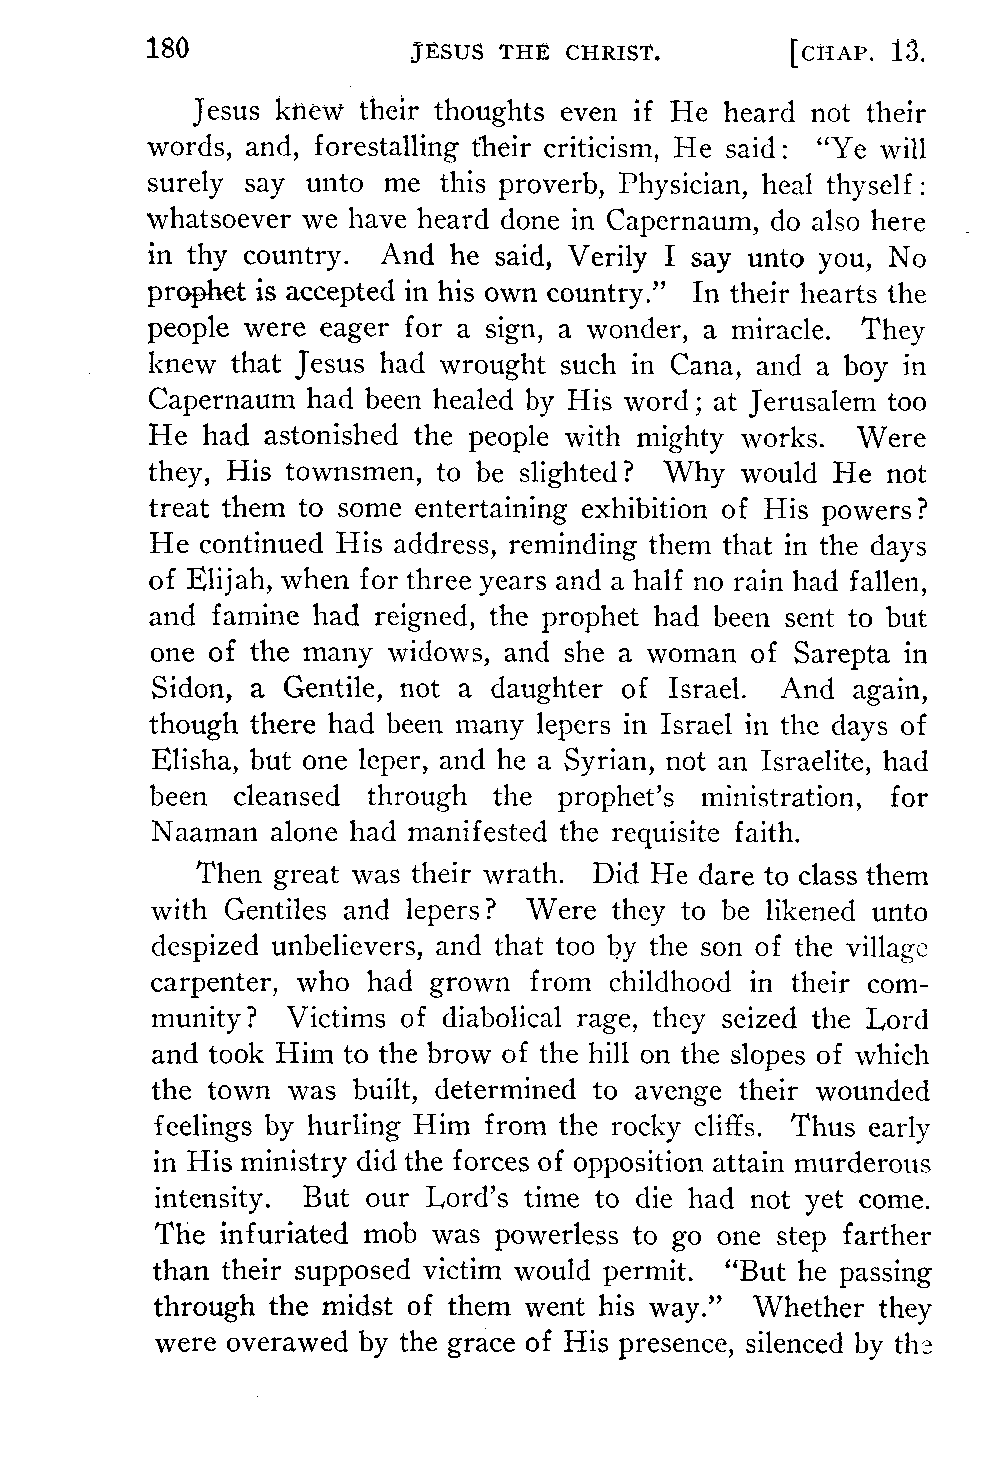 180 JESUS THE CHRIST. [CHAP. 13.
Jesus knew their thoughts even if He heard not their
words, and, forestalling their criticism, He said: “Ye will
surely say unto me this proverb, Physician, heal thyself:
whatsoever we have heard done in Capernaum, do also here
in thy country. And he said, Verily I say unto you, No
prophet is accepted in his own country.” In their hearts the
people were eager for a sign, a wonder, a miracle. They
knew that Jesus had wrought such in Cana, and a boy in
Capernaum had been healed by His word; at Jerusalem too
He had astonished the people with mighty works. Were
they, His townsmen, to be slighted? Why would He not
treat them to some entertaining exhibition of His powers?
He continued His address, reminding them that in the days
of Elijah, when for three years and a half no rain had fallen,
and famine had reigned, the prophet had been sent to but
one of the many widows, and she a woman of Sarepta in
Sidon, a Gentile, not a daughter of Israel. And again,
though there had been many lepers in Israel in the days of
Elisha, but one leper, and he a Syrian, not an Israelite, had
been cleansed through the prophet's ministration, for
Naaman alone had manifested the requisite faith.
Then great was their wrath. Did He dare to class them
with Gentiles and lepers? Were they to be likened unto
despized unbelievers, and that too by the son of the village
carpenter, who had grown from childhood in their com-
munity? Victims of diabolical rage, they seized the Lord
and took Him to the brow of the hill on the slopes of which
the town was built, determined to avenge their wounded
feelings by hurling Him from the rocky cliffs. Thus early
in His ministry did the forces of opposition attain murderous
intensity. But our Lord's time to die had not yet come.
The infuriated mob was powerless to go one step farther
than their supposed victim would permit. “But he passing
through the midst of them went his way.” Whether they
were overawed by the grace of His presence, silenced by the